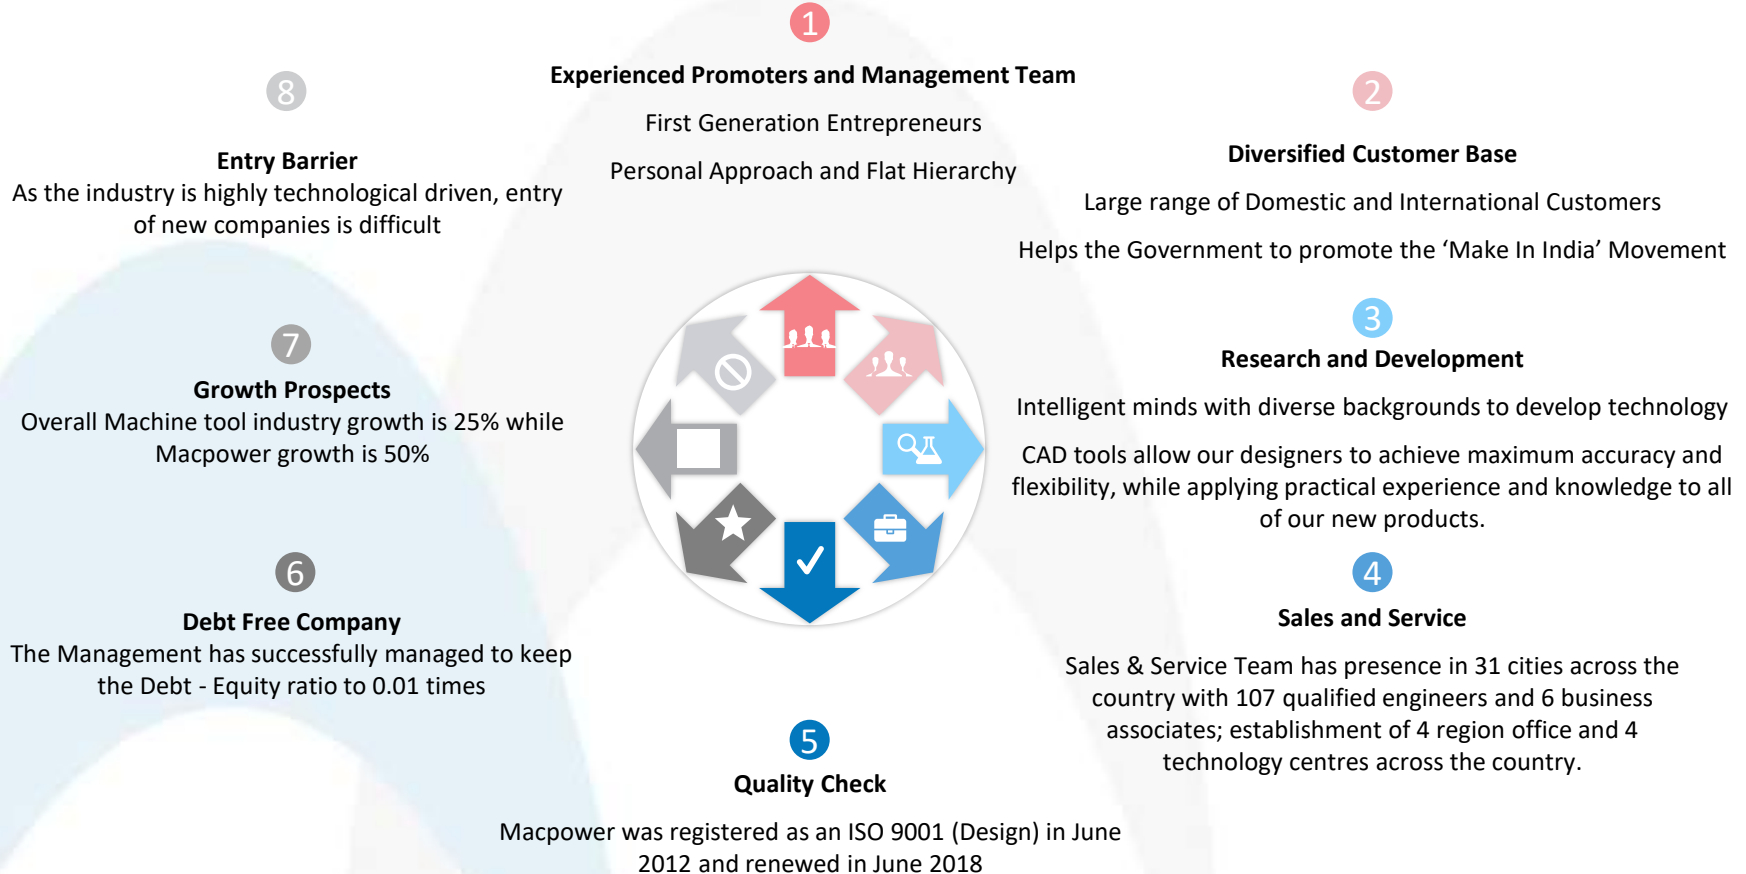 1
Experienced Promoters and Management Team
First Generation Entrepreneurs
Personal Approach and Flat Hierarchy
2
Diversified Customer Base
Large range of Domestic and International Customers
Helps the Government to promote the ‘Make In India’ Movement
3
Research and Development
Intelligent minds with diverse backgrounds to develop technology
CAD tools allow our designers to achieve maximum accuracy and
flexibility, while applying practical experience and knowledge to all
of our new products.
4
Sales and Service
Sales & Service Team has presence in 31 cities across the
country with 107 qualified engineers and 6 business
associates; establishment of 4 region office and 4
technology centres across the country.
5
Quality Check
Macpower was registered as an ISO 9001 (Design) in June
2012 and renewed in June 2018
6
Debt Free Company
The Management has successfully managed to keep
the Debt - Equity ratio to 0.01 times
7
Growth Prospects
Overall Machine tool industry growth is 25% while
Macpower growth is 50%
8
Entry Barrier
As the industry is highly technological driven, entry
of new companies is difficult